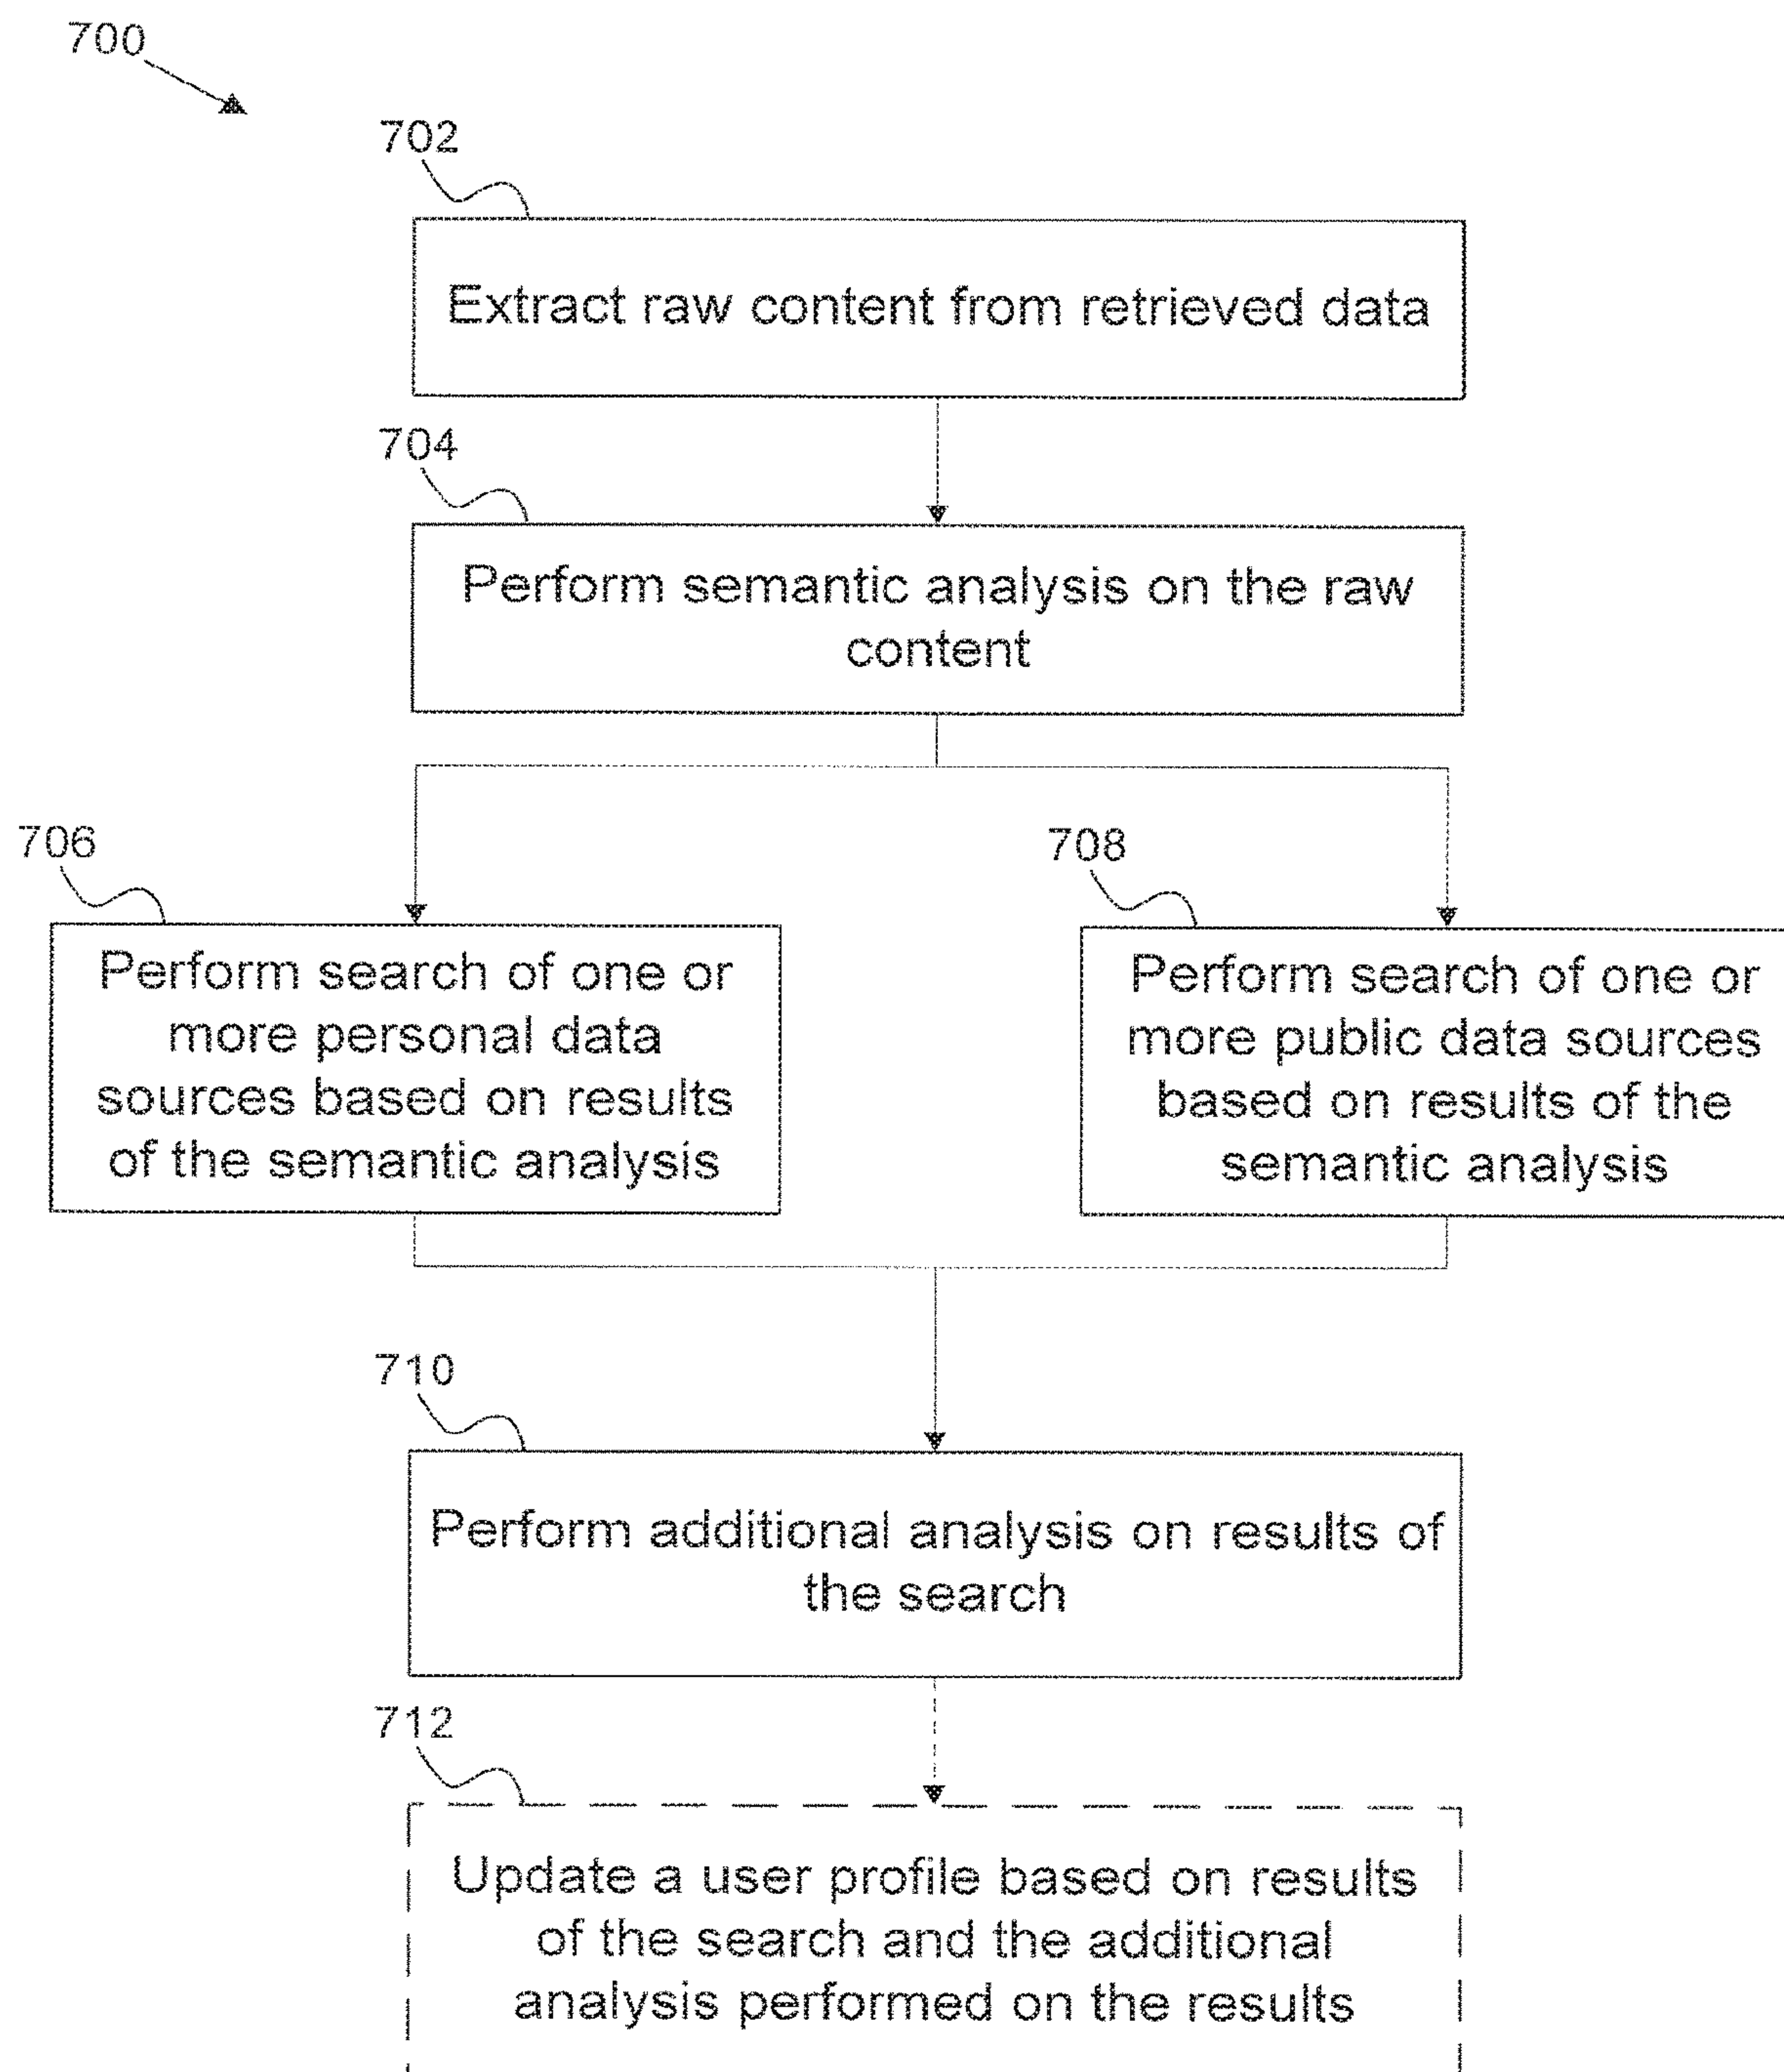 700
702
Extract raw content from retrieved data
704
Perform semantic analysis on the raw
content
706
Perform search of one or
more personal data
sources based on results
of the semantic analysis
708
Perform search of one or
more public data sources
based on results of the
semantic analysis
710
Perform additional analysis on results of
the search
712
Update a user profile based on results
of the search and the additional
analysis performed on the results